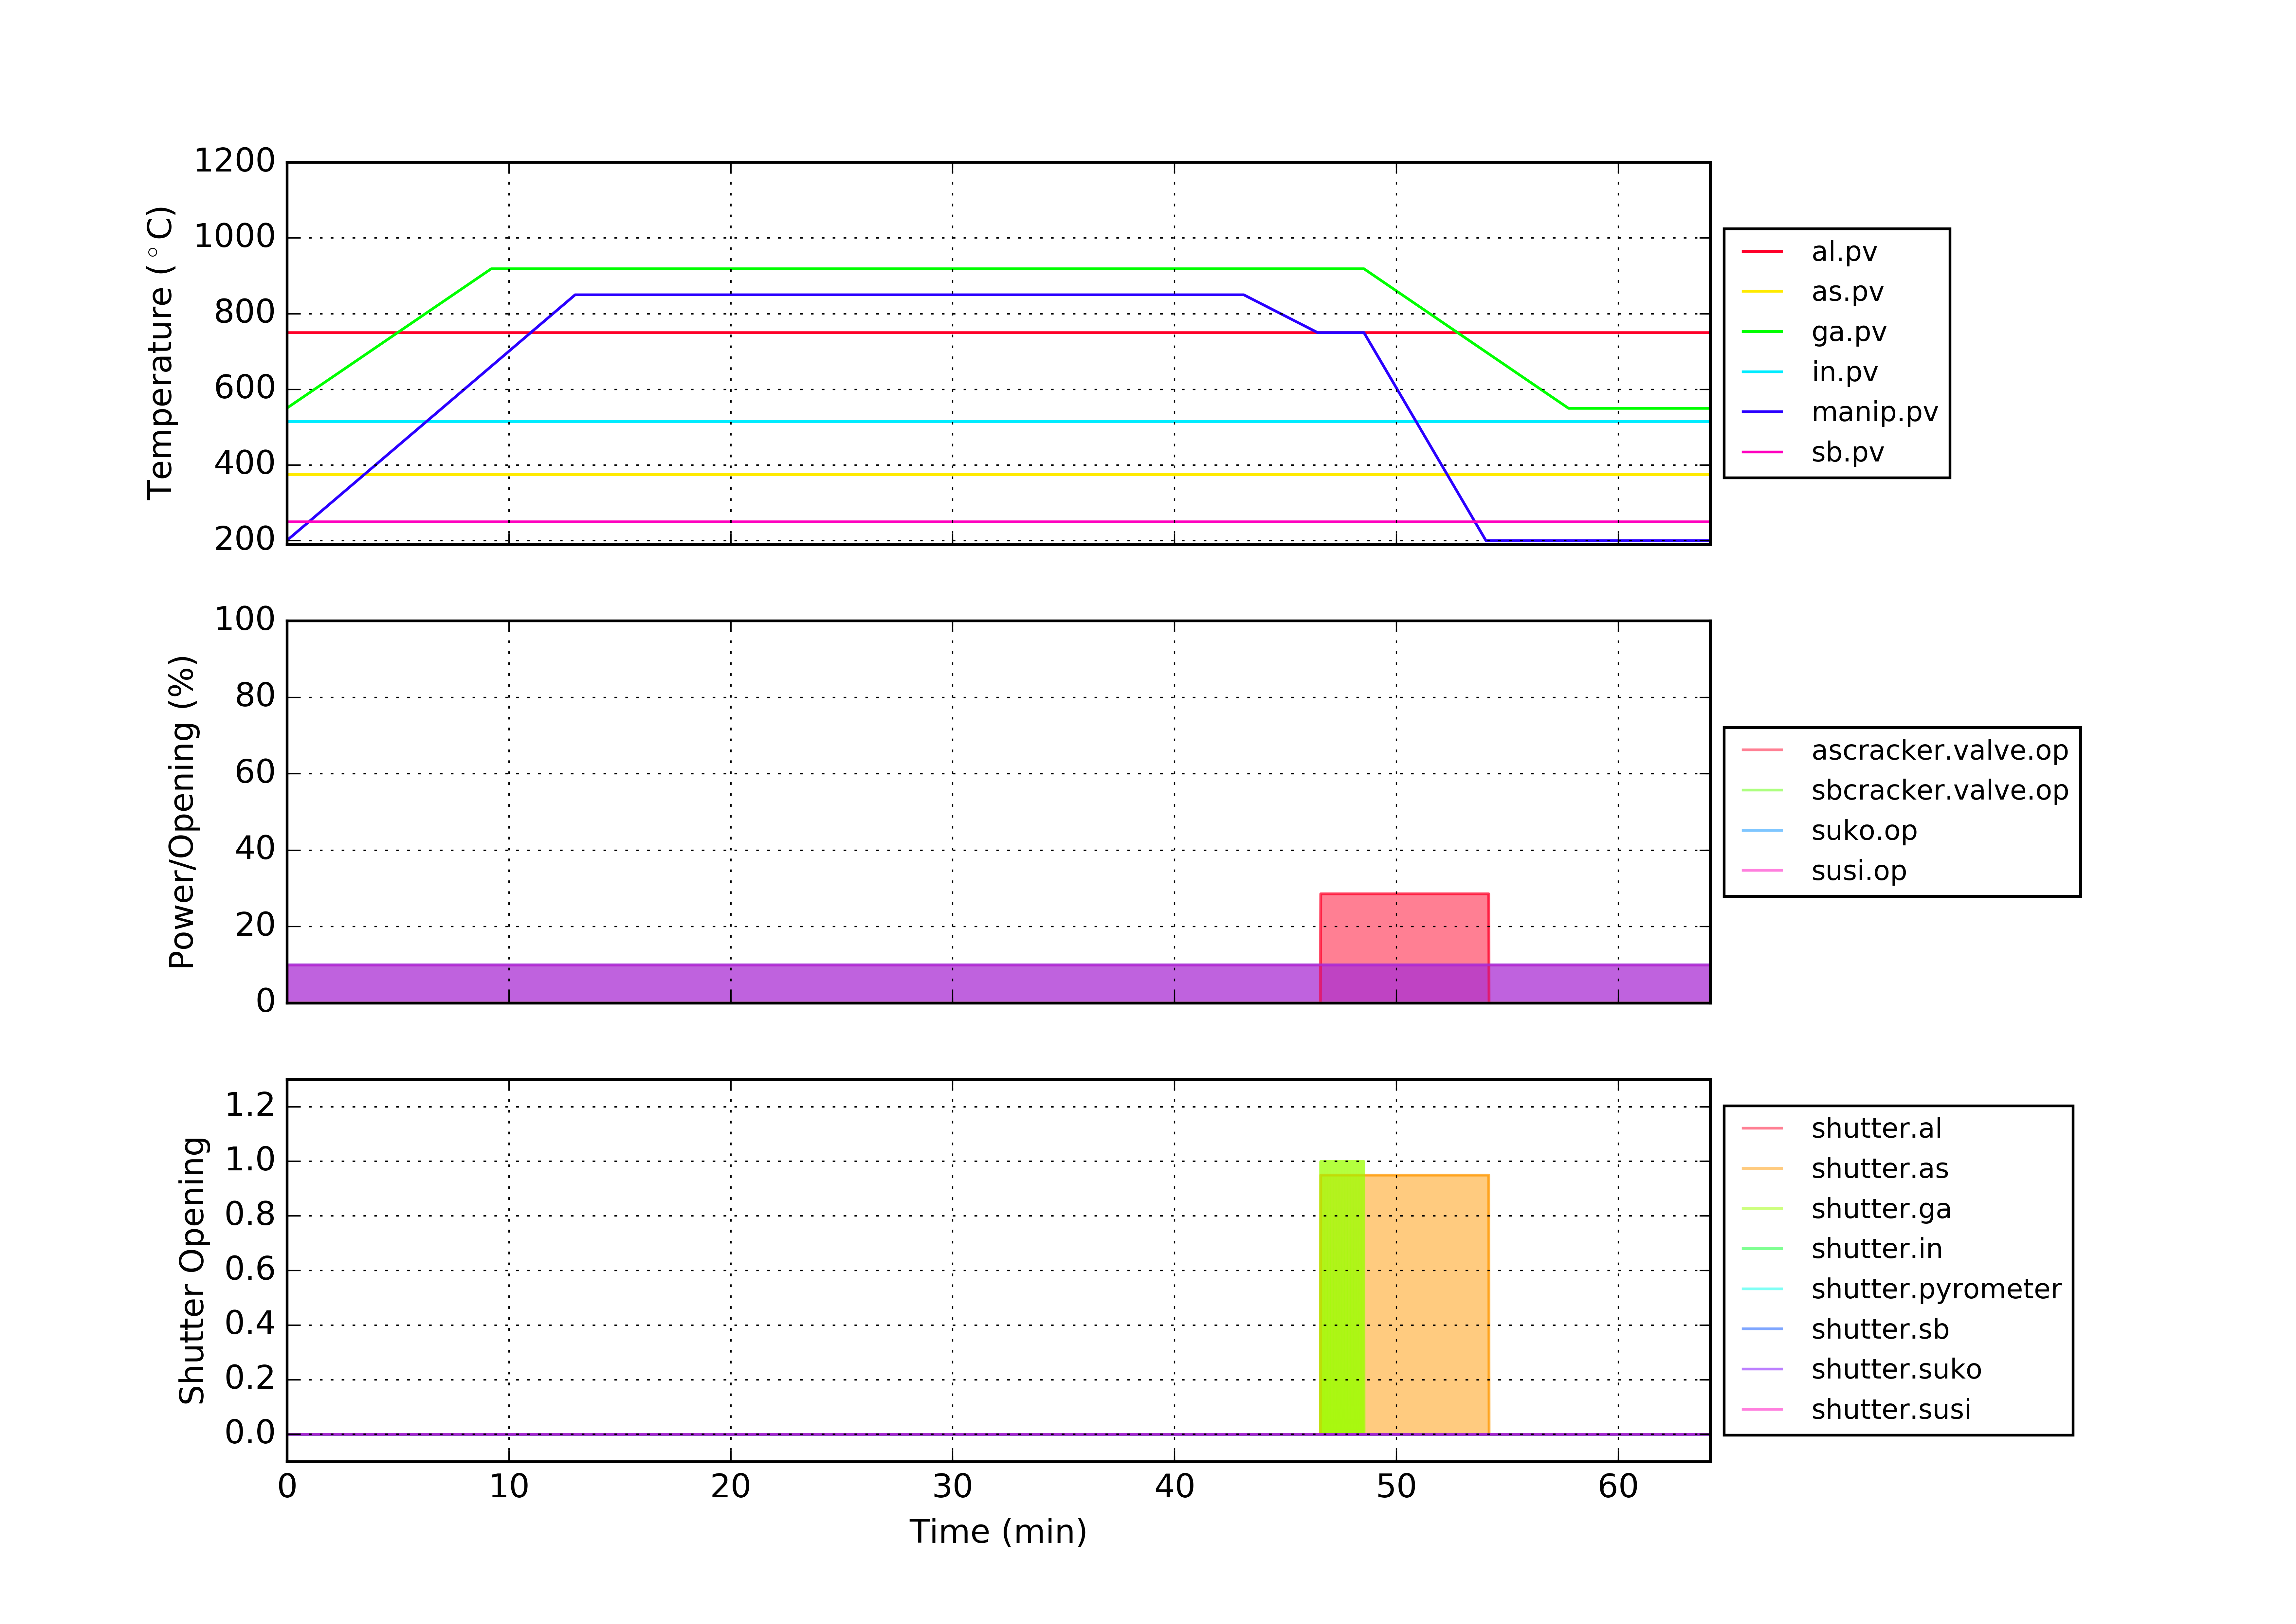 1200
1000
800
600
400
200
Temperature (°C)
al.pv
as.pv
ga.pv
in.pv
manip.pv
sb.pv
100
80
60
40
20
0
Power/Opening (%)
ascracker.valve.op
sbcracker.valve.op
suko.op
susi.op
1.2
1.0
0.8
0.6
0.4
0.2
0.0
Shutter Opening
shutter.al
shutter.as
shutter.ga
shutter.in
shutter.pyrometer
shutter.sb
shutter.suko
shutter.susi
0 10 20 30 40 50 60
Time (min)